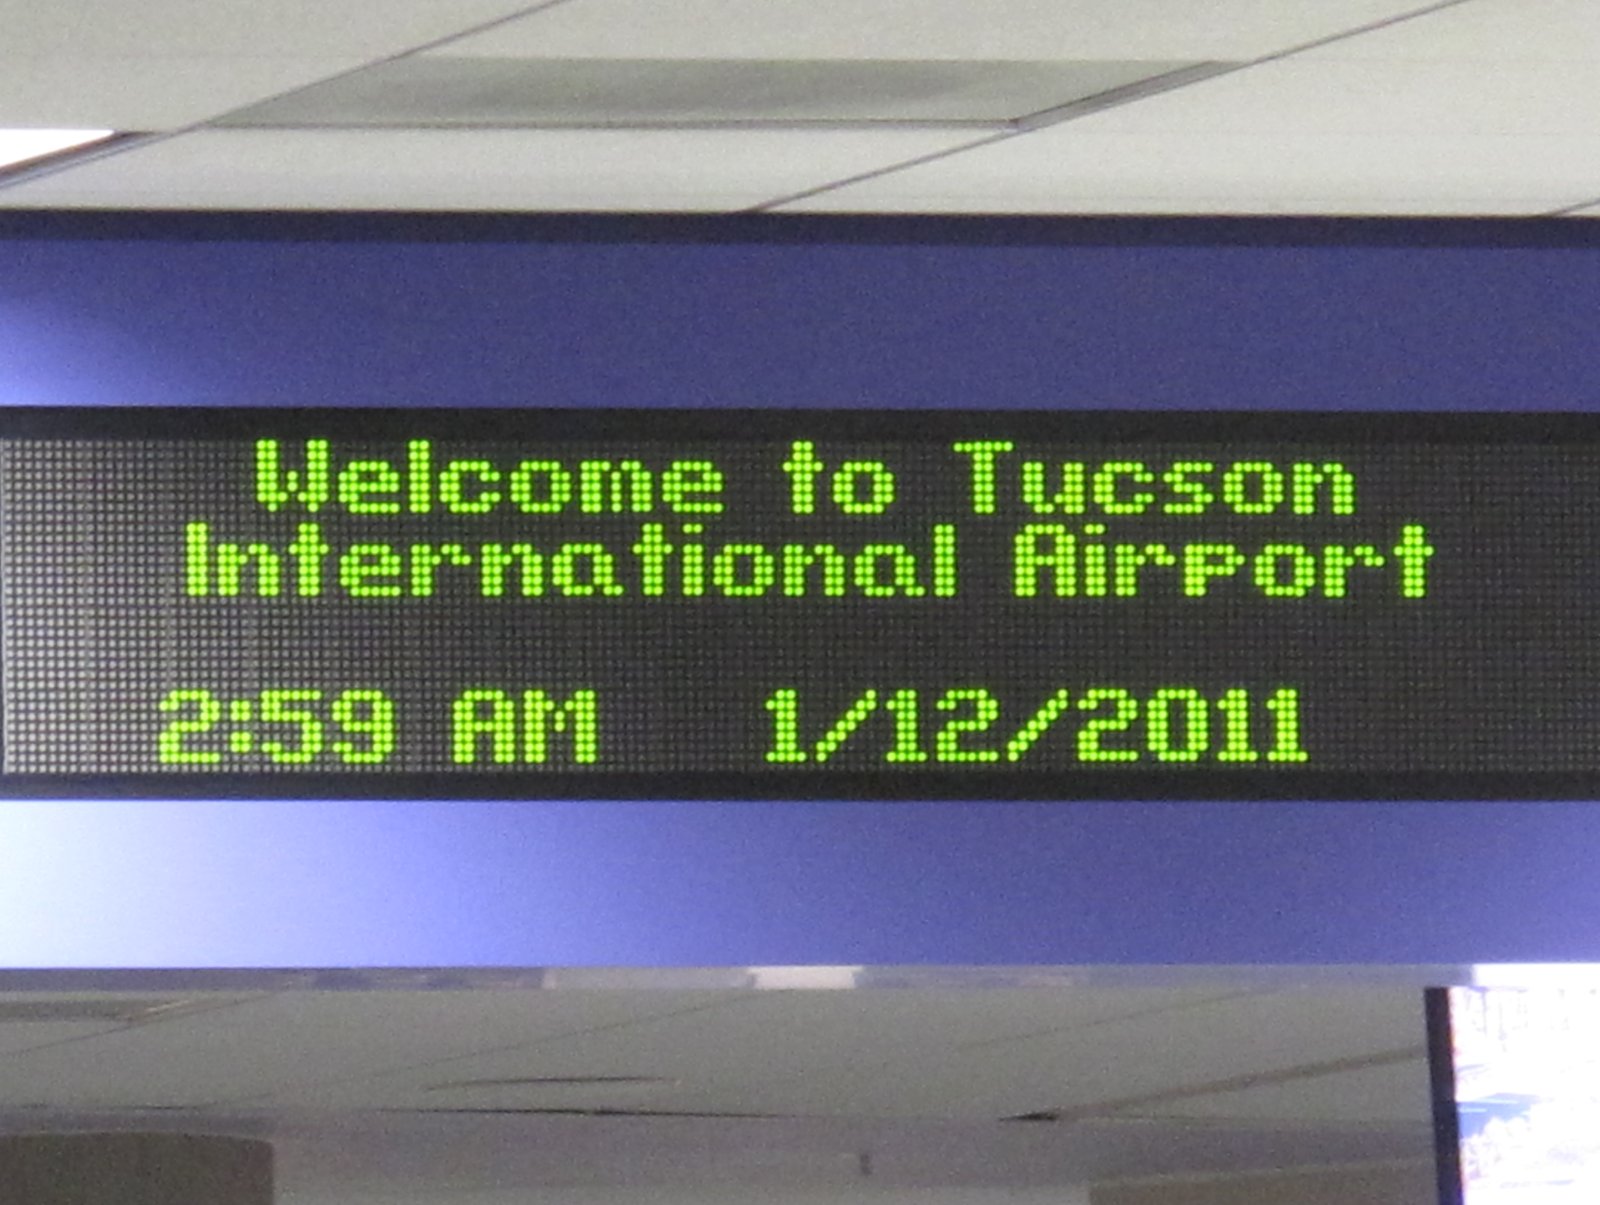 Welcome to Tucson
International Airport
2:59 AM 1/12/2011